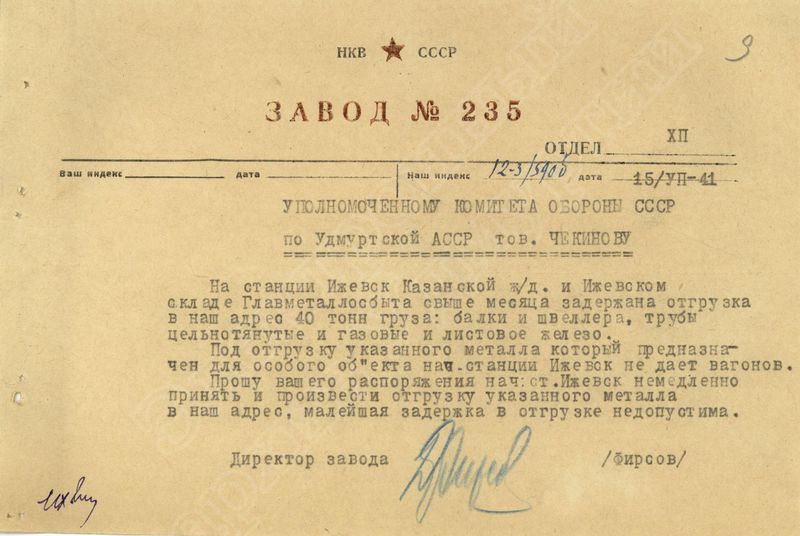 9
НКВ ★ СССР
ЗАВОД № 235
ОТДЕЛ ХП
Ваш индекс дата Наш индекс 12-3/390б дата 15/УП-41
УПОЛНОМОЧЕННОМУ КОМИТЕТА ОБОРОНЫ СССР
по Удмуртской АССР тов. ЧЕКИНОВУ
На станции Ижевск Казанской ж/д. и Ижевском
складе Главметаллосбыта свыше месяца задержана отгрузка
в наш адрес 40 тонн груза: балки и швеллера, трубы
цельнотянутые и газовые и листовое железо.
Под отгрузку указанного металла который предназна-
чен для особого об"екта нач.станции Ижевск не дает вагонов.
Прошу вашего распоряжения нач:ст.Ижевск немедленно
принять и произвести отгрузку указанного металла
в наш адрес, малейшая задержка в отгрузке недопустима.
Директор завода /Фирсов/